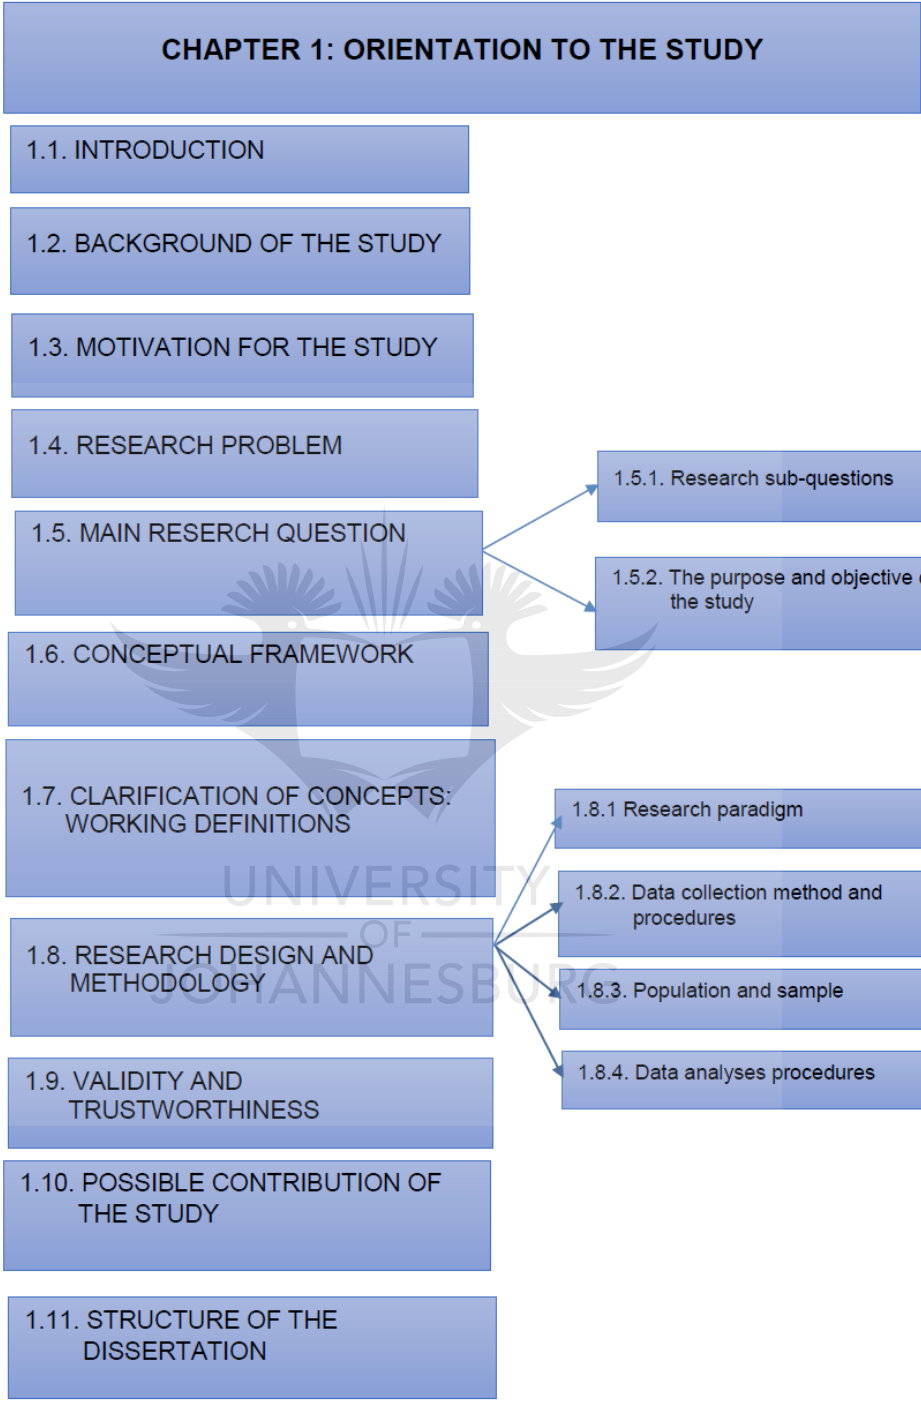 CHAPTER 1: ORIENTATION TO THE STUDY
1.1. INTRODUCTION
1.2. BACKGROUND OF THE STUDY
1.3. MOTIVATION FOR THE STUDY
1.4. RESEARCH PROBLEM
1.5. MAIN RESERCH QUESTION
1.5.1. Research sub-questions
1.5.2. The purpose and objective
the study
1.6. CONCEPTUAL FRAMEWORK
1.7. CLARIFICATION OF CONCEPTS:
WORKING DEFINITIONS
1.8. RESEARCH DESIGN AND
METHODOLOGY
1.8.1 Research paradigm
1.8.2. Data collection method and
procedures
1.8.3. Population and sample
1.8.4. Data analyses procedures
1.9. VALIDITY AND
TRUSTWORTHINESS
1.10. POSSIBLE CONTRIBUTION OF
THE STUDY
1.11. STRUCTURE OF THE
DISSERTATION
UNIVERSITY
OF
JOHANNESBURG